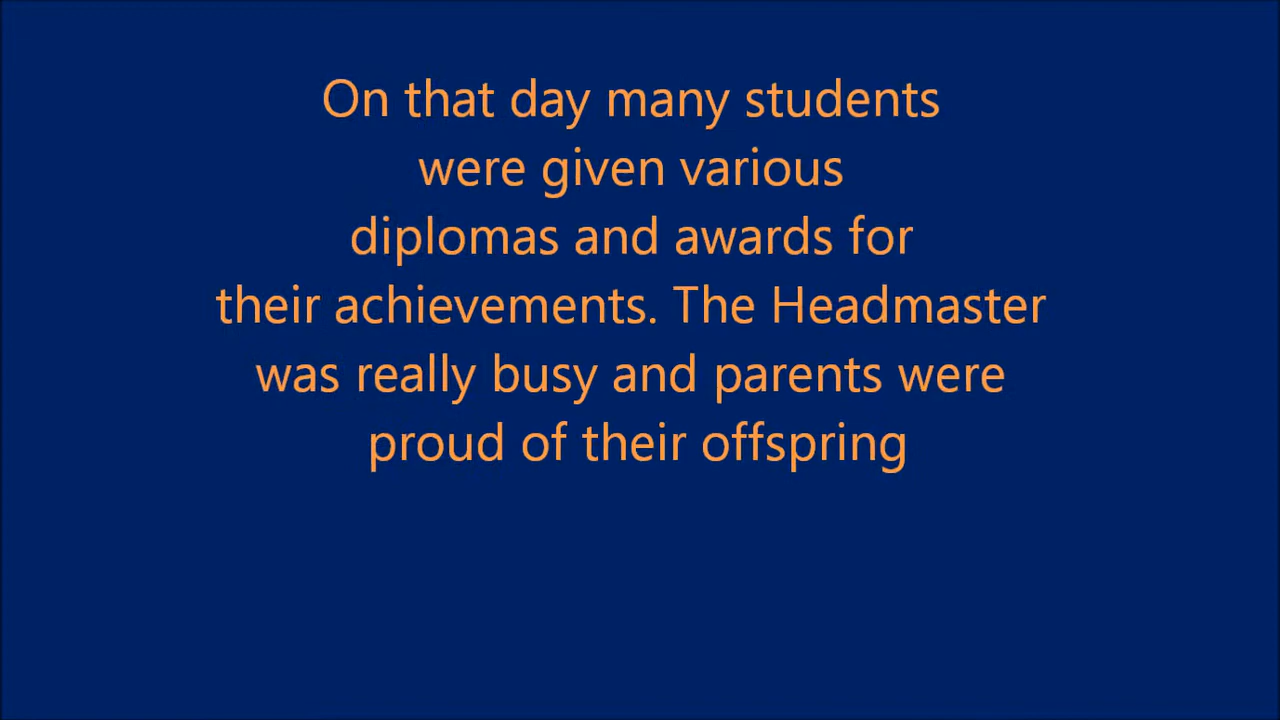 On that day many students
were given various
diplomas and awards for
their achievements. The Headmaster
was really busy and parents were
proud of their offspring